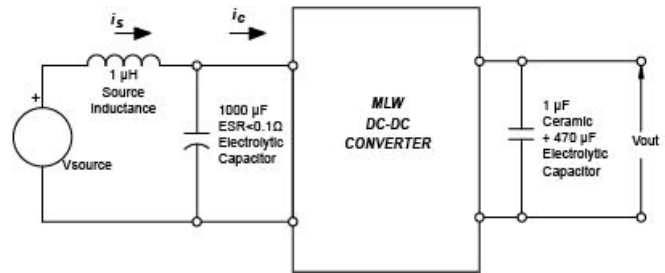 is
ic
1 µH
Source
Inductance
+
Vsource
1000 µF
ESR<0.1Ω
Electrolytic
Capacitor
MLW
DC-DC
CONVERTER
1 µF
Ceramic
+ 470 µF
Electrolytic
Capacitor
Vout